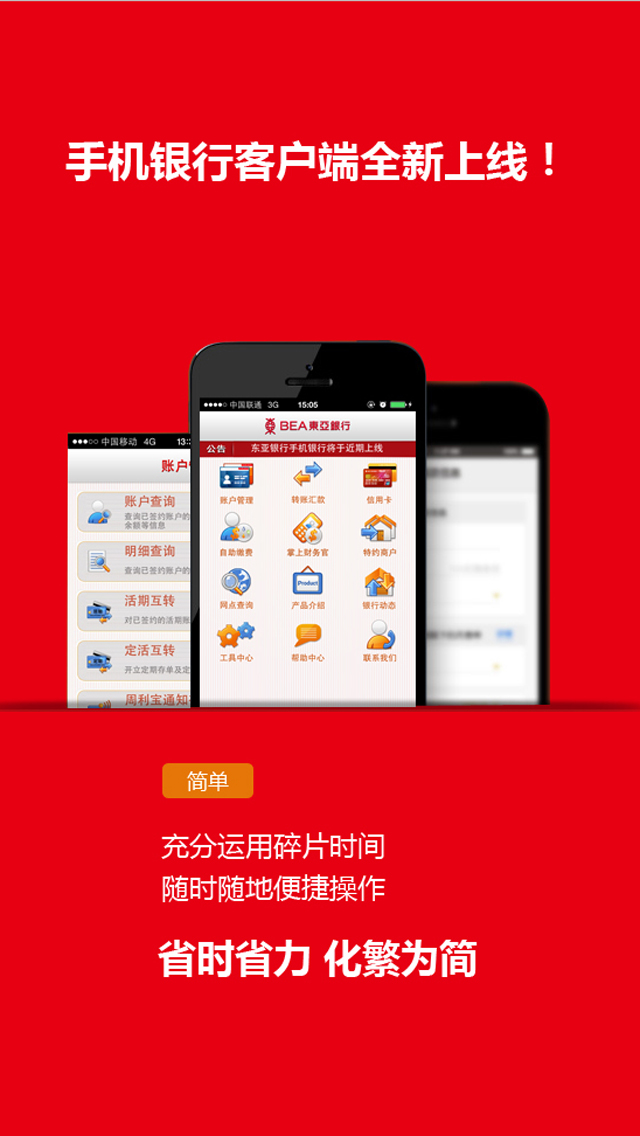 手机银行客户端全新上线！
中国移动 4G
账户查询
查询已签约账户的
余额等信息
明细查询
查询已签约账户的
活期互转
对已签约的活期账
定活互转
开立定期存单及定
周利宝通知
中国联通 3G 15:05
BEA東亞銀行
公告 东亚银行手机银行将于近期上线
账户管理 转账汇款 信用卡
自助缴费 掌上财务官 特约商户
网点查询 产品介绍 银行动态
Product
工具中心 帮助中心 联系我们
简单
充分运用碎片时间
随时随地便捷操作
省时省力 化繁为简